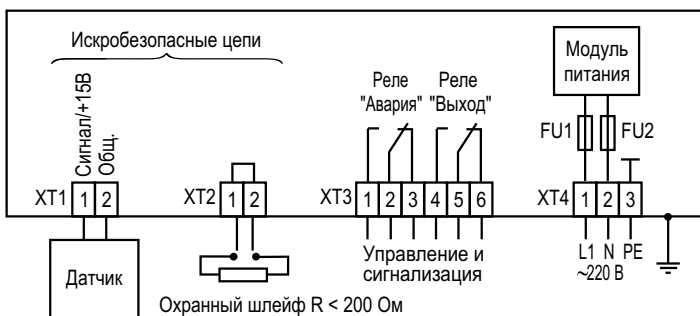 Искробезопасные цепи
Модуль
питания
Сигнал/+15В
Общ.
Реле
"Авария"
Реле
"Выход"
FU1
FU2
XT1
1
2
XT2
1
2
XT3
1
2
3
4
5
6
XT4
1
2
3
Датчик
Управление и
сигнализация
L1
N
PE
~220 В
Охранный шлейф R < 200 Ом